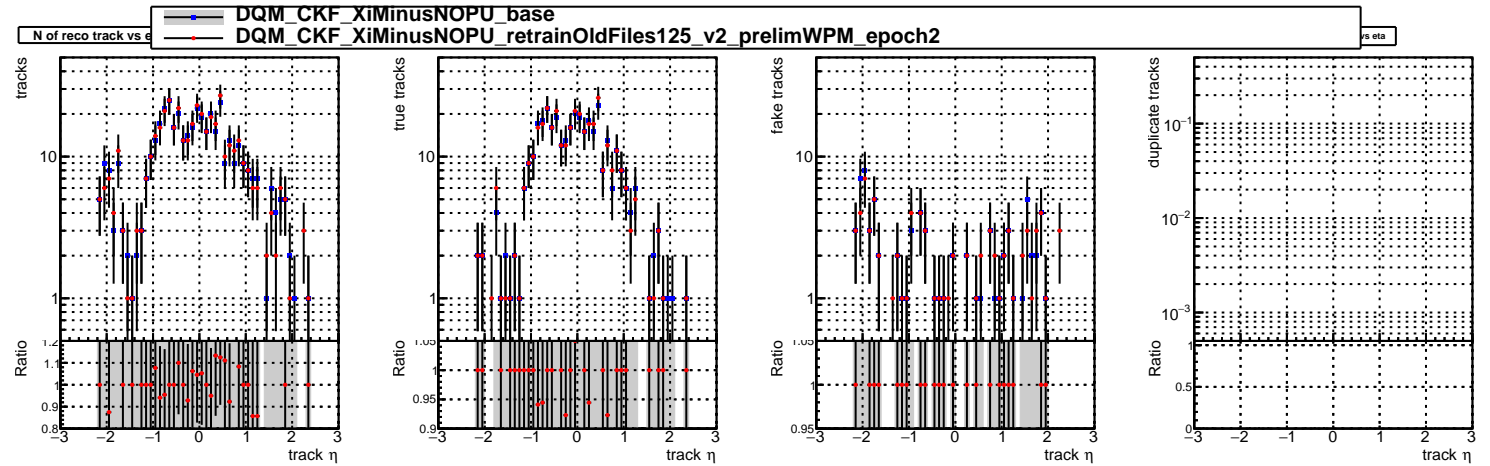 DQM_CKF_XiMinusNOPU_base
DQM_CKF_XiMinusNOPU_retrainOldFiles125_v2_prelimWPM_epoch2
N of reco track vs e
vs eta
tracks
10
1
Ratio
1.2
1.1
1
0.9
0.8
−3 −2 −1 0 1 2 3
track η
true tracks
10
1
Ratio
1.05
1
0.95
0.9
−3 −2 −1 0 1 2 3
track η
fake tracks
10
1
Ratio
1.05
1
0.95
−3 −2 −1 0 1 2 3
track η
duplicate tracks
10⁻¹
10⁻²
10⁻³
Ratio
1
0.5
0
−3 −2 −1 0 1 2 3
track η